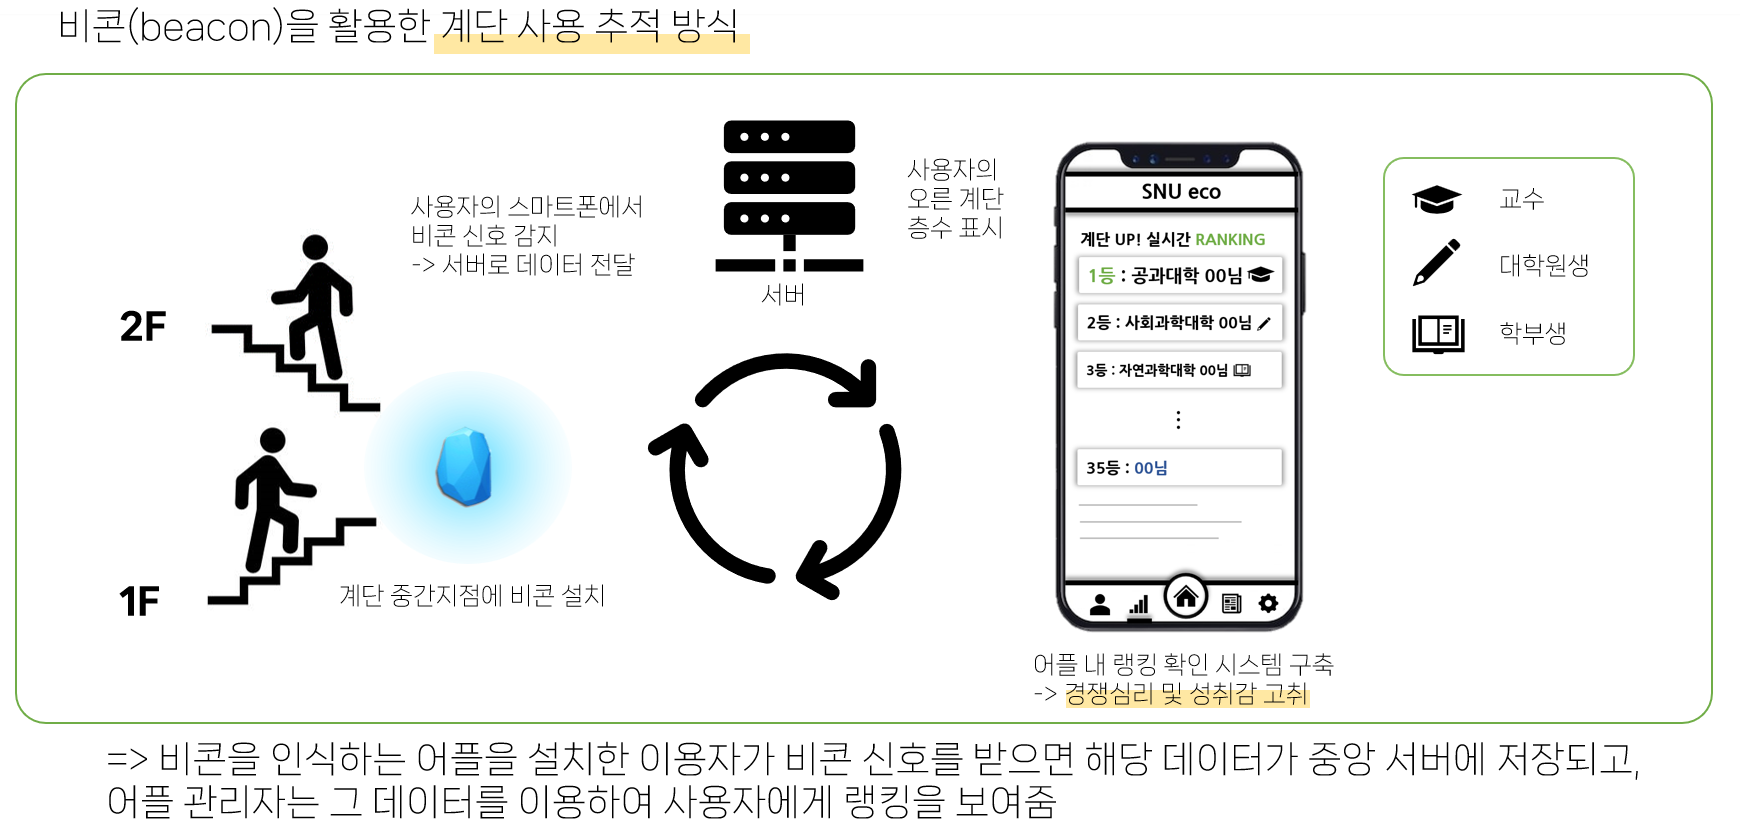 비콘(beacon)을 활용한 계단 사용 추적 방식
사용자의 스마트폰에서
비콘 신호 감지
-> 서버로 데이터 전달
서버
사용자의
오른 계단
층수 표시
2F
1F
계단 중간지점에 비콘 설치
SNU eco
계단 UP! 실시간 RANKING
1등 : 공과대학 00님
2등 : 사회과학대학 00님
3등 : 자연과학대학 00님
⋮
35등 : 00님
교수
대학원생
학부생
어플 내 랭킹 확인 시스템 구축
-> 경쟁심리 및 성취감 고취
=> 비콘을 인식하는 어플을 설치한 이용자가 비콘 신호를 받으면 해당 데이터가 중앙 서버에 저장되고,
어플 관리자는 그 데이터를 이용하여 사용자에게 랭킹을 보여줌